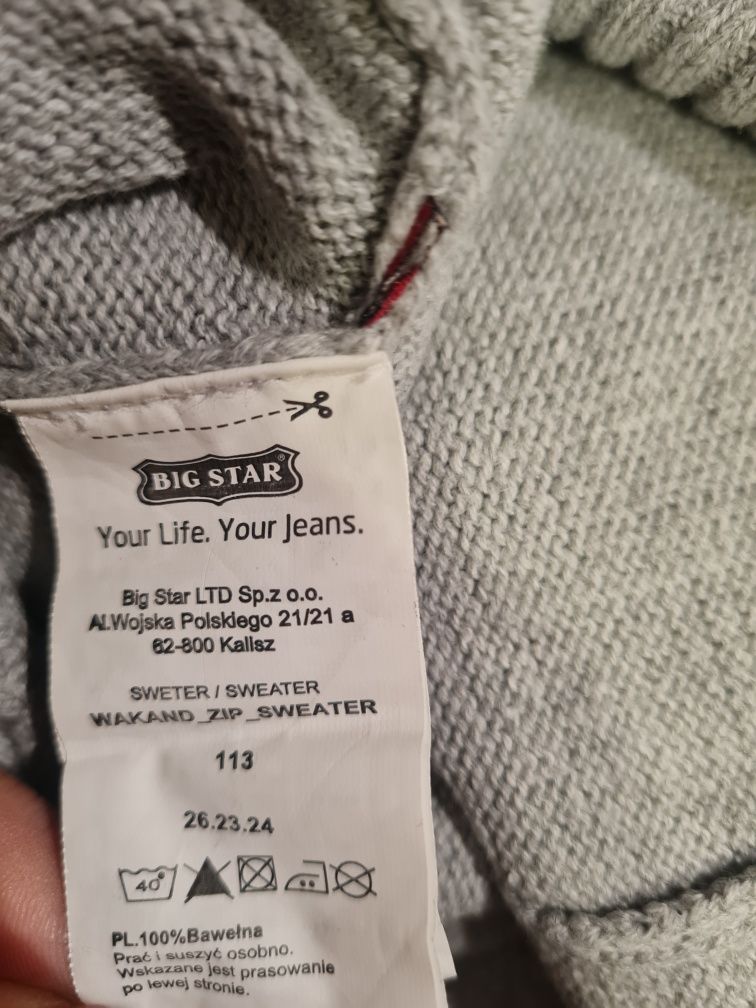 BIG STAR®
Your Life. Your Jeans.
Big Star LTD Sp.z o.o.
Al.Wojska Polskiego 21/21 a
62-800 Kalisz
SWETER / SWEATER
WAKAND_ZIP_SWEATER
113
26.23.24
40°
PL.100%Bawełna
Prać i suszyć osobno.
Wskazane jest prasowanie
po lewej stronie.